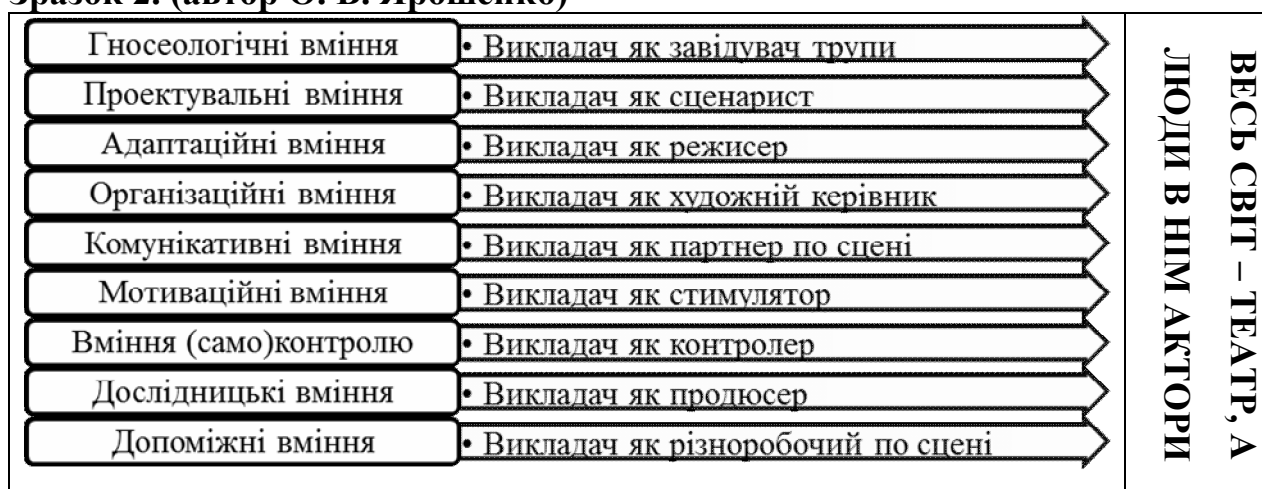 Зразок 2. (автор О. В. Ярошенко)
Гносеологічні вміння
• Викладач як завідувач трупи
Проектувальні вміння
• Викладач як сценарист
Адаптаційні вміння
• Викладач як режисер
Організаційні вміння
• Викладач як художній керівник
Комунікативні вміння
• Викладач як партнер по сцені
Мотиваційні вміння
• Викладач як стимулятор
Вміння (само)контролю
• Викладач як контролер
Дослідницькі вміння
• Викладач як продюсер
Допоміжні вміння
• Викладач як різноробочий по сцені
ВЕСЬ СВІТ – ТЕАТР, А
ЛЮДИ В НІМ АКТОРИ